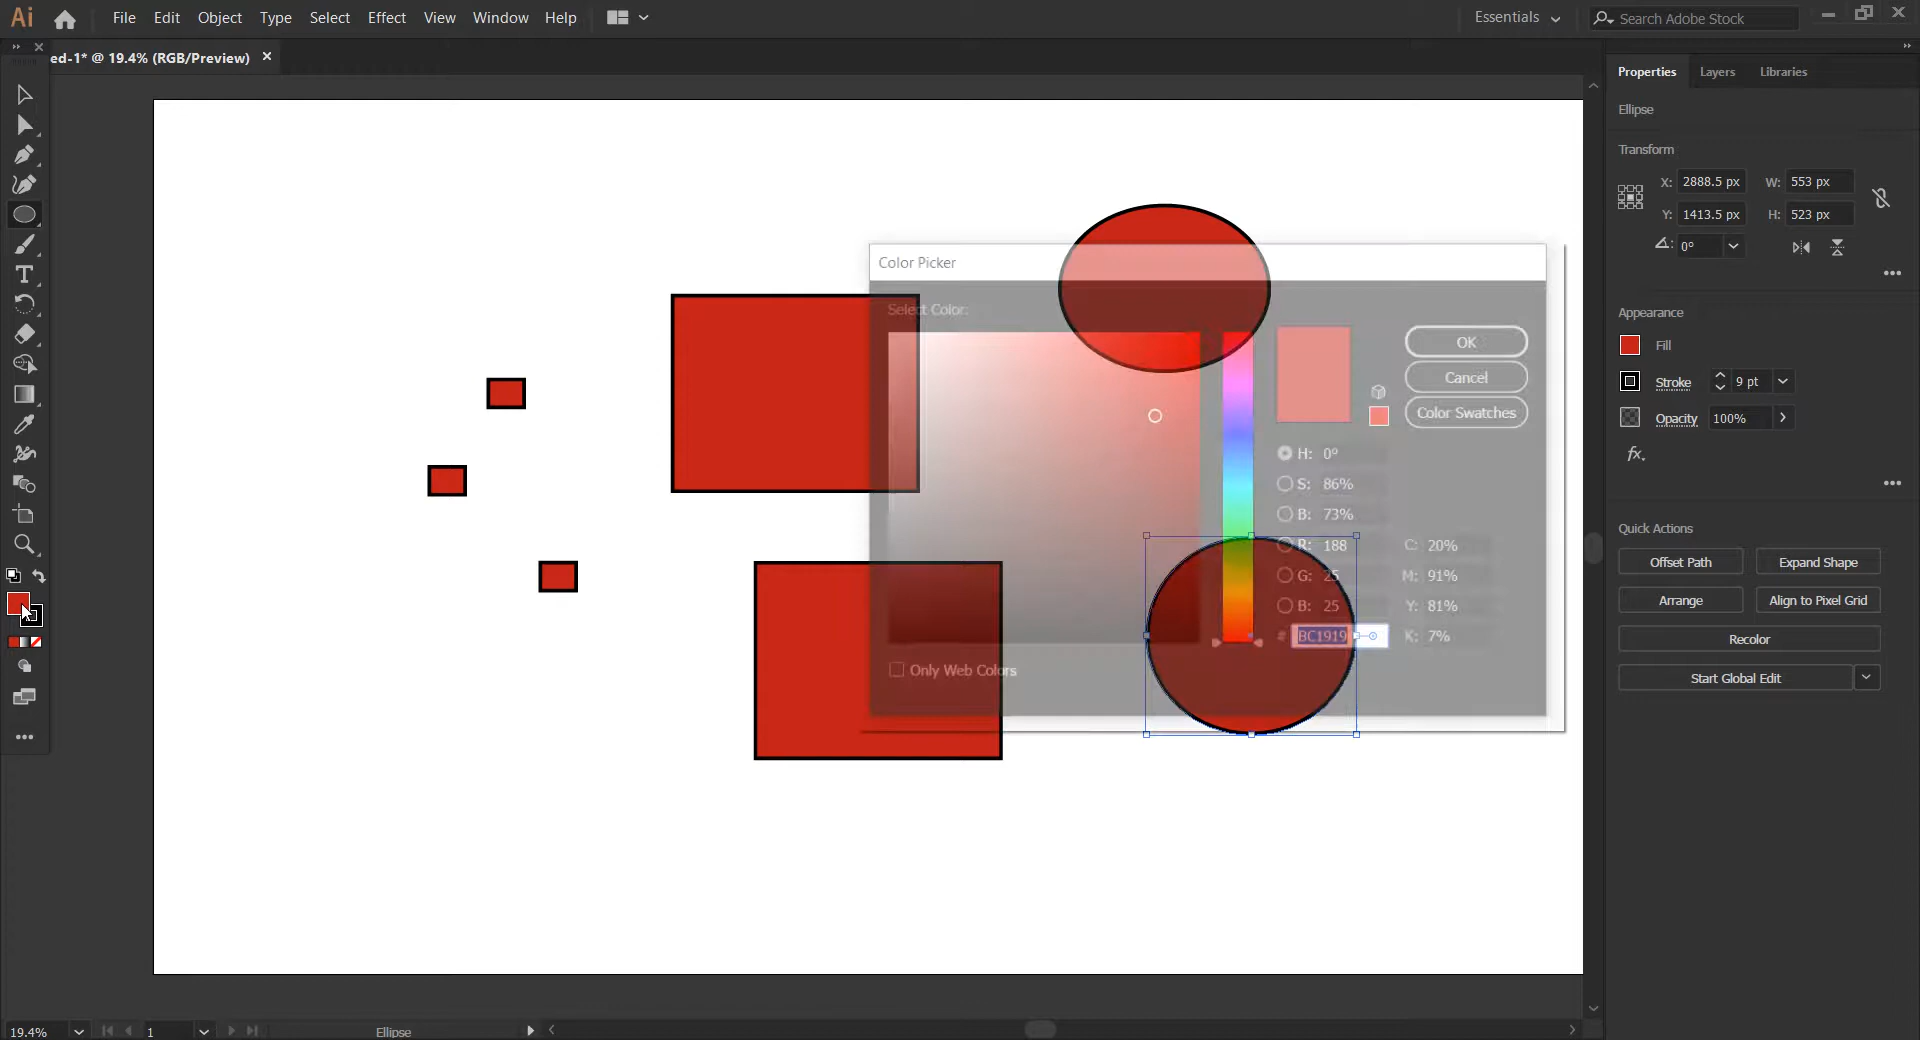 Ai File Edit Object Type Select Effect View Window Help Essentials Search Adobe Stock
ed-1* @ 19.4% (RGB/Preview)
Properties Layers Libraries
Ellipse
Transform
X: 2888.5 px W: 553 px
Y: 1413.5 px H: 523 px
0°
Appearance
Fill
Stroke 9 pt
Opacity 100%
fx.
Quick Actions
Offset Path Expand Shape
Arrange Align to Pixel Grid
Recolor
Start Global Edit
Color Picker
Select Color:
OK
Cancel
Color Swatches
H: 0°
S: 86%
B: 73%
R: 188 C: 20%
G: 25 M: 91%
B: 25 Y: 81%
# BC1919 K: 7%
Only Web Colors
T
19.4% 1 Ellipse